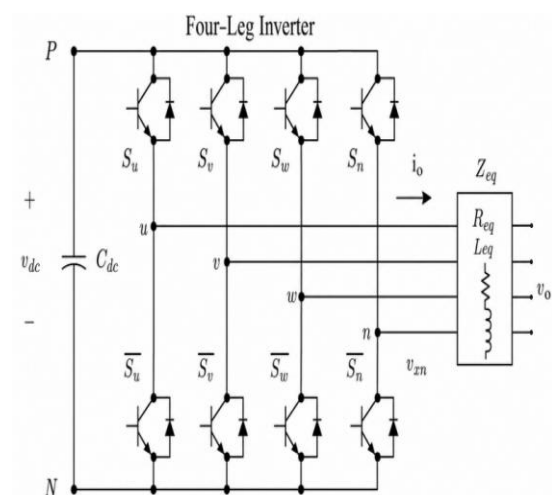 Four-Leg Inverter
P
S_u S_v S_w S_n
i_o
Z_eq
+
u
R_eq
v
L_eq
v_dc C_dc
w
v_o
−
n
v_xn
S̅_u S̅_v S̅_w S̅_n
N